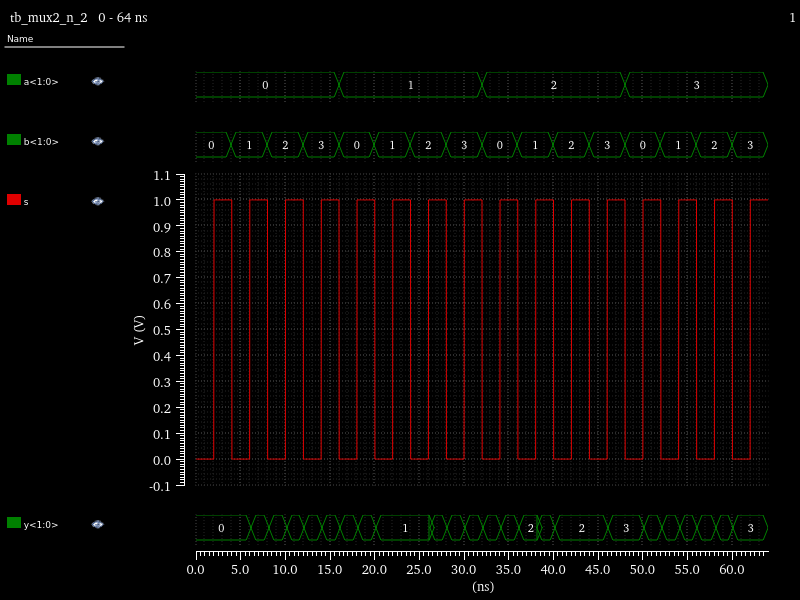 tb_mux2_n_2 0 - 64 ns 1
Name
a<1:0> 0 1 2 3
b<1:0> 0 1 2 3 0 1 2 3 0 1 2 3 0 1 2 3
s
1.1
1.0
0.9
0.8
0.7
0.6
0.5
0.4
0.3
0.2
0.1
0.0
-0.1
V (V)
y<1:0> 0 1 2 2 3 3
0.0 5.0 10.0 15.0 20.0 25.0 30.0 35.0 40.0 45.0 50.0 55.0 60.0
(ns)